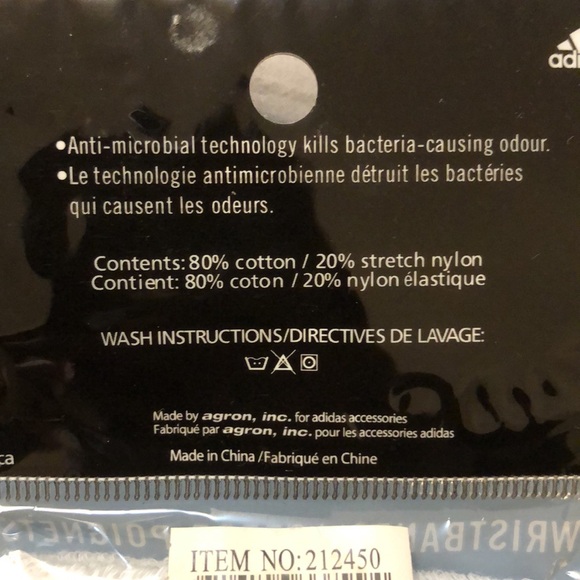 adi
•Anti-microbial technology kills bacteria-causing odour.
•Le technologie antimicrobienne détruit les bactéries
qui causent les odeurs.
Contents: 80% cotton / 20% stretch nylon
Contient: 80% coton / 20% nylon élastique
WASH INSTRUCTIONS/DIRECTIVES DE LAVAGE:
Made by agron, inc. for adidas accessories
Fabriqué par agron, inc. pour les accessories adidas
ca
Made in China /Fabriqué en Chine
WRISTBAN POIGNET
ITEM NO:212450